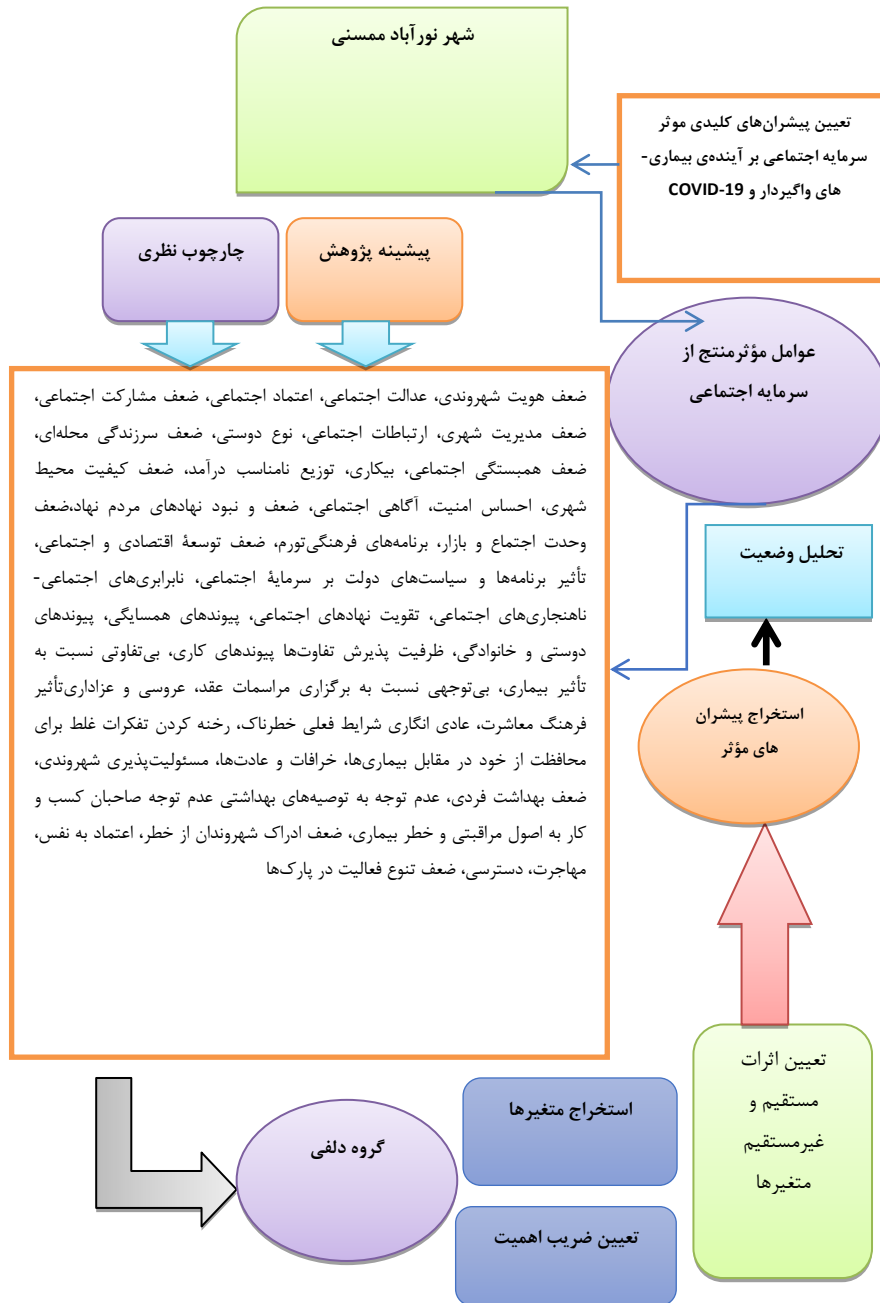 شهر نورآباد ممسنی
تعیین پیشران‌های کلیدی موثر
سرمایه اجتماعی بر آینده‌ی بیماری-
های واگیردار و COVID-19
چارچوب نظری
پیشینه پژوهش
عوامل مؤثرمنتج از
سرمایه اجتماعی
ضعف هویت شهروندی، عدالت اجتماعی، اعتماد اجتماعی، ضعف مشارکت اجتماعی،
ضعف مدیریت شهری، ارتباطات اجتماعی، نوع دوستی، ضعف سرزندگی محله‌ای،
ضعف همبستگی اجتماعی، بیکاری، توزیع نامناسب درآمد، ضعف کیفیت محیط
شهری، احساس امنیت، آگاهی اجتماعی، ضعف و نبود نهادهای مردم نهاد،ضعف
وحدت اجتماع و بازار، برنامه‌های فرهنگی‌تورم، ضعف توسعۀ اقتصادی و اجتماعی،
تأثیر برنامه‌ها و سیاست‌های دولت بر سرمایۀ اجتماعی، نابرابری‌های اجتماعی-
ناهنجاری‌های اجتماعی، تقویت نهادهای اجتماعی، پیوندهای همسایگی، پیوندهای
دوستی و خانوادگی، ظرفیت پذیرش تفاوت‌ها پیوندهای کاری، بی‌تفاوتی نسبت به
تأثیر بیماری، بی‌توجهی نسبت به برگزاری مراسمات عقد، عروسی و عزاداری‌تأثیر
فرهنگ معاشرت، عادی انگاری شرایط فعلی خطرناک، رخنه کردن تفکرات غلط برای
محافظت از خود در مقابل بیماری‌ها، خرافات و عادت‌ها، مسئولیت‌پذیری شهروندی،
ضعف بهداشت فردی، عدم توجه به توصیه‌های بهداشتی عدم توجه صاحبان کسب و
کار به اصول مراقبتی و خطر بیماری، ضعف ادراک شهروندان از خطر، اعتماد به نفس،
مهاجرت، دسترسی، ضعف تنوع فعالیت در پارک‌ها
تحلیل وضعیت
استخراج پیشران
های مؤثر
تعیین اثرات
مستقیم و
غیرمستقیم
متغیرها
استخراج متغیرها
گروه دلفی
تعیین ضریب اهمیت